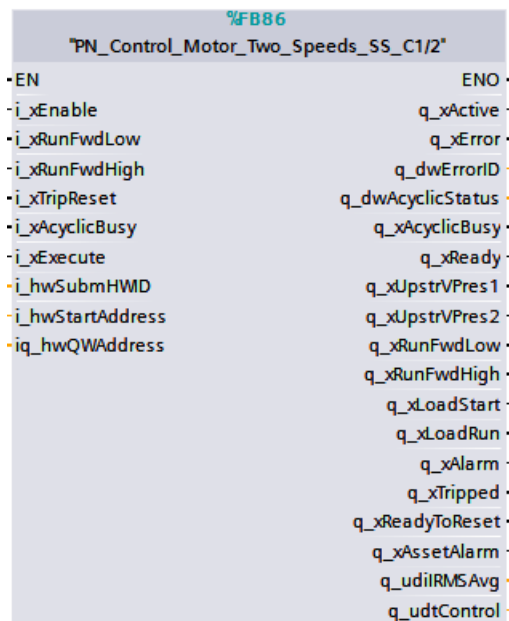 %FB86
"PN_Control_Motor_Two_Speeds_SS_C1/2"
EN ENO
i_xEnable q_xActive
i_xRunFwdLow q_xError
i_xRunFwdHigh q_dwErrorID
i_xTripReset q_dwAcyclicStatus
i_xAcyclicBusy q_xAcyclicBusy
i_xExecute q_xReady
i_hwSubmHWID q_xUpstrVPres1
i_hwStartAddress q_xUpstrVPres2
iq_hwQWAddress q_xRunFwdLow
q_xRunFwdHigh
q_xLoadStart
q_xLoadRun
q_xAlarm
q_xTripped
q_xReadyToReset
q_xAssetAlarm
q_udiIRMSAvg
q_udtControl